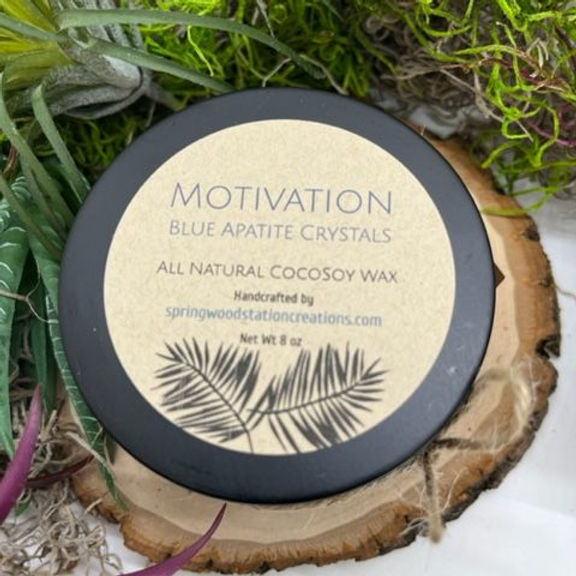 MOTIVATION
BLUE APATITE CRYSTALS
ALL NATURAL COCOSOY WAX
Handcrafted by
springwoodstationcreations.com
Net Wt 8 oz